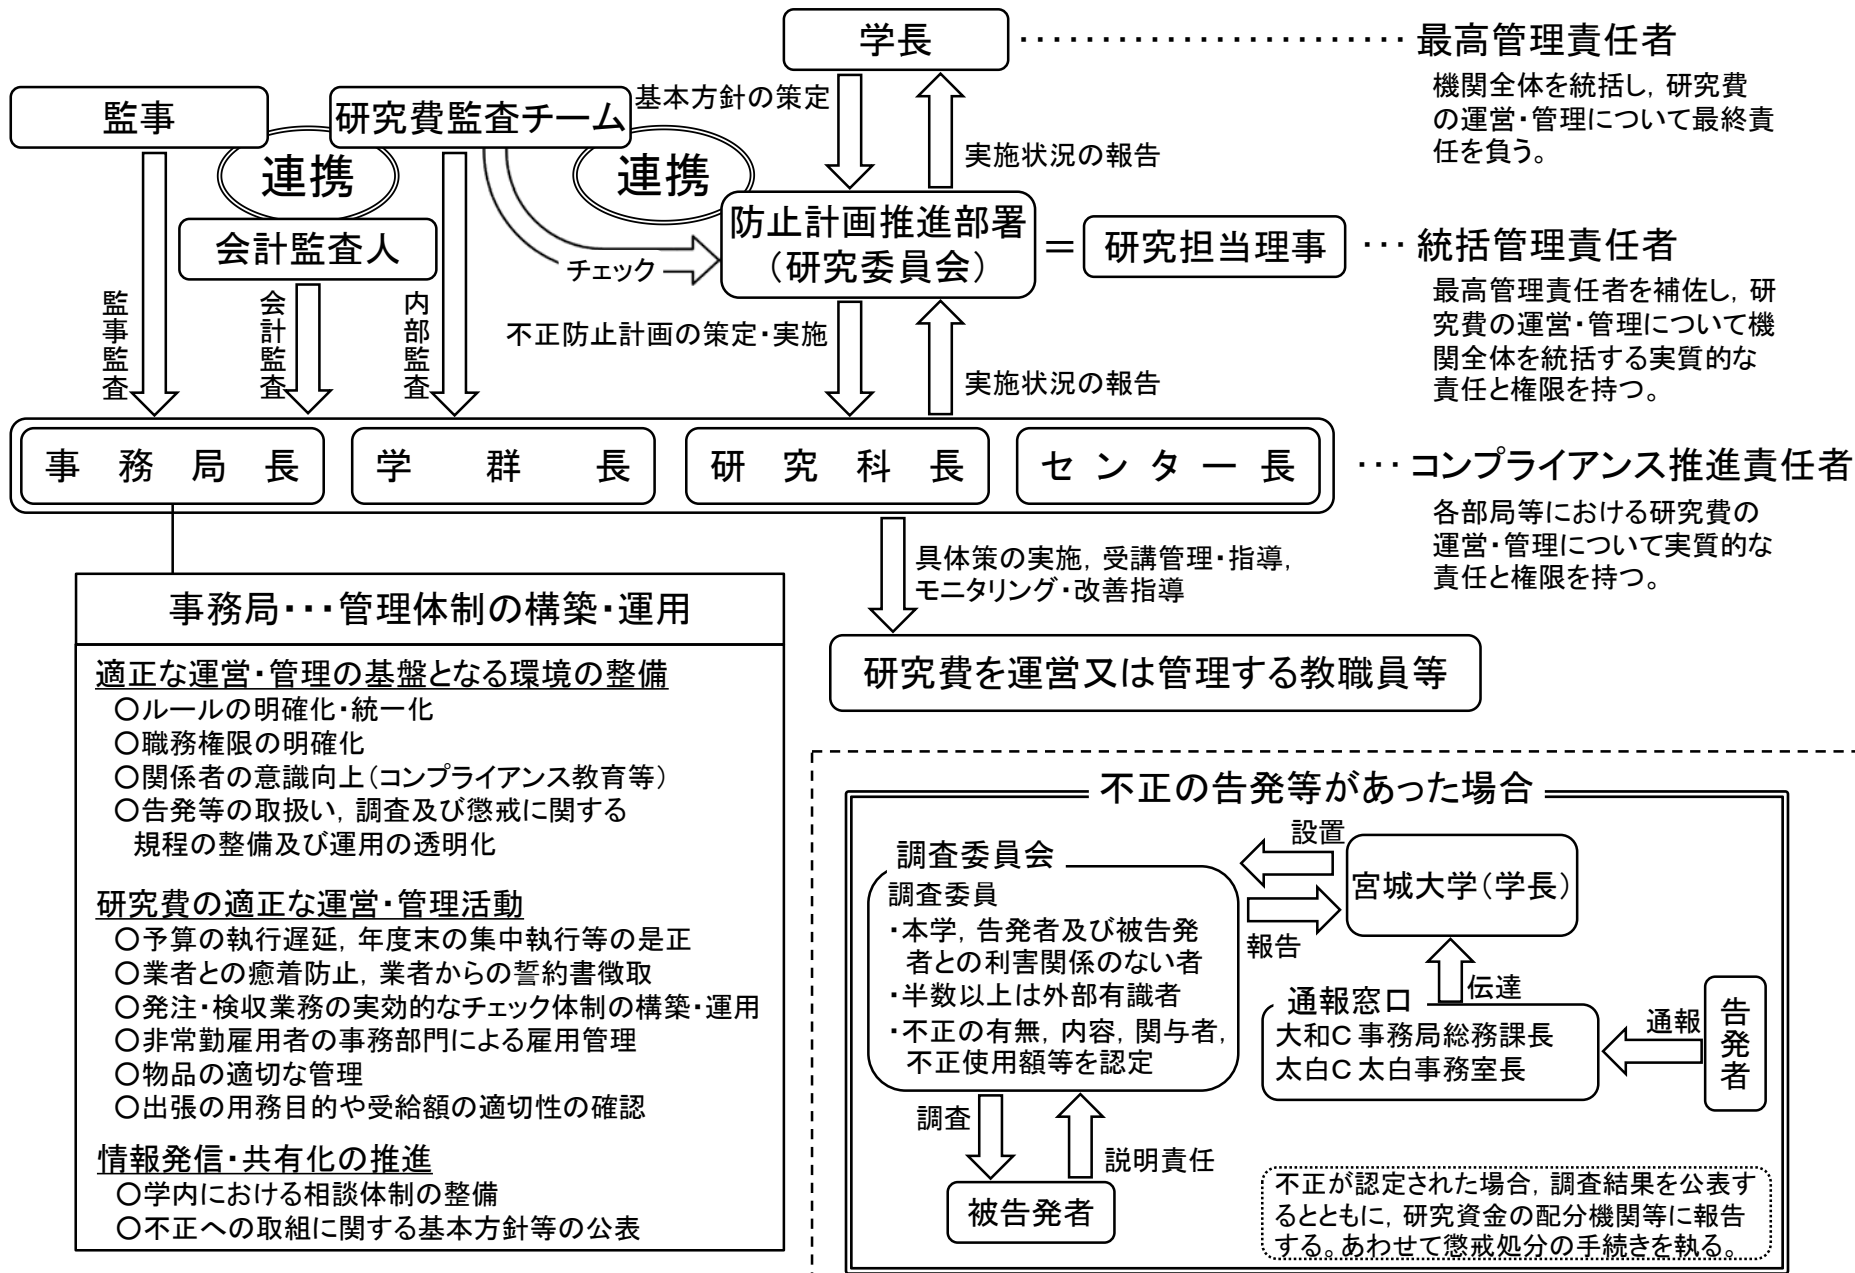 学長
・・・・・・・・・・・・・・・・・・・・・・・・ 最高管理責任者
機関全体を統括し，研究費
の運営・管理について最終責
任を負う。
監事
研究費監査チーム
基本方針の策定
実施状況の報告
連携
連携
会計監査人
防止計画推進部署
（研究委員会）
＝
研究担当理事
・・・ 統括管理責任者
最高管理責任者を補佐し，研
究費の運営・管理について機
関全体を統括する実質的な
責任と権限を持つ。
チェック
監事監査
会計監査
内部監査
不正防止計画の策定・実施
実施状況の報告
事務局長
学群長
研究科長
センター長
・・・ コンプライアンス推進責任者
各部局等における研究費の
運営・管理について実質的な
責任と権限を持つ。
具体策の実施，受講管理・指導，
モニタリング・改善指導
研究費を運営又は管理する教職員等
事務局・・・管理体制の構築・運用
適正な運営・管理の基盤となる環境の整備
○ルールの明確化・統一化
○職務権限の明確化
○関係者の意識向上（コンプライアンス教育等）
○告発等の取扱い，調査及び懲戒に関する
規程の整備及び運用の透明化
研究費の適正な運営・管理活動
○予算の執行遅延，年度末の集中執行等の是正
○業者との癒着防止，業者からの誓約書徴取
○発注・検収業務の実効的なチェック体制の構築・運用
○非常勤雇用者の事務部門による雇用管理
○物品の適切な管理
○出張の用務目的や受給額の適切性の確認
情報発信・共有化の推進
○学内における相談体制の整備
○不正への取組に関する基本方針等の公表
不正の告発等があった場合
調査委員会
調査委員
・本学，告発者及び被告発
者との利害関係のない者
・半数以上は外部有識者
・不正の有無，内容，関与者，
不正使用額等を認定
設置
報告
宮城大学（学長）
伝達
通報窓口
大和C 事務局総務課長
太白C 太白事務室長
通報
告発者
調査
説明責任
被告発者
不正が認定された場合，調査結果を公表す
るとともに，研究資金の配分機関等に報告
する。あわせて懲戒処分の手続きを執る。